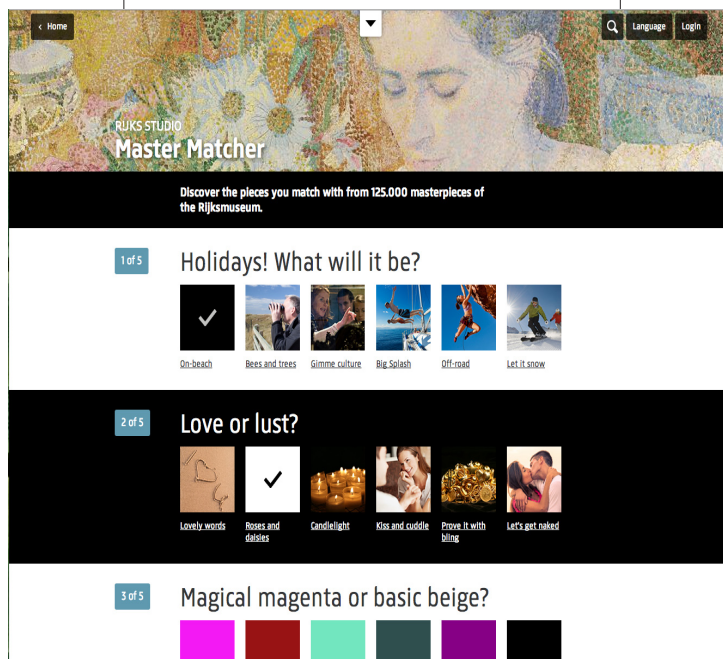 ‹ Home
Language
Login
RIJKS STUDIO
Master Matcher
Discover the pieces you match with from 125.000 masterpieces of
the Rijksmuseum.
1 of 5
Holidays! What will it be?
On-beach
Bees and trees
Gimme culture
Big Splash
Off-road
Let it snow
2 of 5
Love or lust?
Lovely words
Roses and
daisies
Candlelight
Kiss and cuddle
Prove it with
bling
Let's get naked
3 of 5
Magical magenta or basic beige?